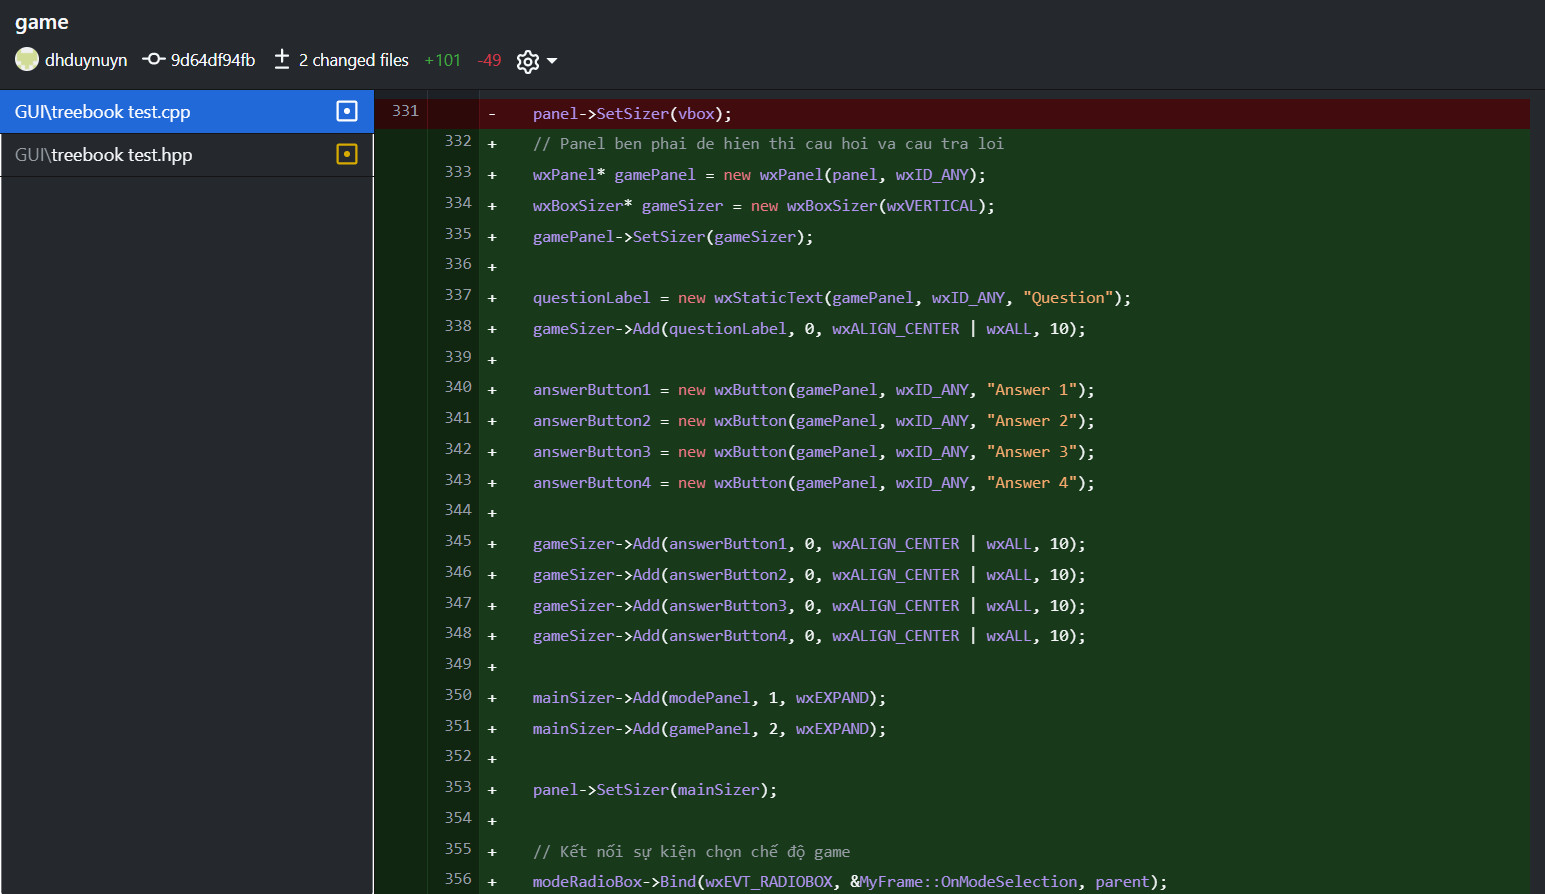 game
dhduynuyn 9d64df94fb 2 changed files +101 -49
GUI\treebook test.cpp
GUI\treebook test.hpp
331 - panel->SetSizer(vbox);
332 + // Panel ben phai de hien thi cau hoi va cau tra loi
333 + wxPanel* gamePanel = new wxPanel(panel, wxID_ANY);
334 + wxBoxSizer* gameSizer = new wxBoxSizer(wxVERTICAL);
335 + gamePanel->SetSizer(gameSizer);
336 +
337 + questionLabel = new wxStaticText(gamePanel, wxID_ANY, "Question");
338 + gameSizer->Add(questionLabel, 0, wxALIGN_CENTER | wxALL, 10);
339 +
340 + answerButton1 = new wxButton(gamePanel, wxID_ANY, "Answer 1");
341 + answerButton2 = new wxButton(gamePanel, wxID_ANY, "Answer 2");
342 + answerButton3 = new wxButton(gamePanel, wxID_ANY, "Answer 3");
343 + answerButton4 = new wxButton(gamePanel, wxID_ANY, "Answer 4");
344 +
345 + gameSizer->Add(answerButton1, 0, wxALIGN_CENTER | wxALL, 10);
346 + gameSizer->Add(answerButton2, 0, wxALIGN_CENTER | wxALL, 10);
347 + gameSizer->Add(answerButton3, 0, wxALIGN_CENTER | wxALL, 10);
348 + gameSizer->Add(answerButton4, 0, wxALIGN_CENTER | wxALL, 10);
349 +
350 + mainSizer->Add(modePanel, 1, wxEXPAND);
351 + mainSizer->Add(gamePanel, 2, wxEXPAND);
352 +
353 + panel->SetSizer(mainSizer);
354 +
355 + // Kết nối sự kiện chọn chế độ game
356 + modeRadioBox->Bind(wxEVT_RADIOBOX, &MyFrame::OnModeSelection, parent);